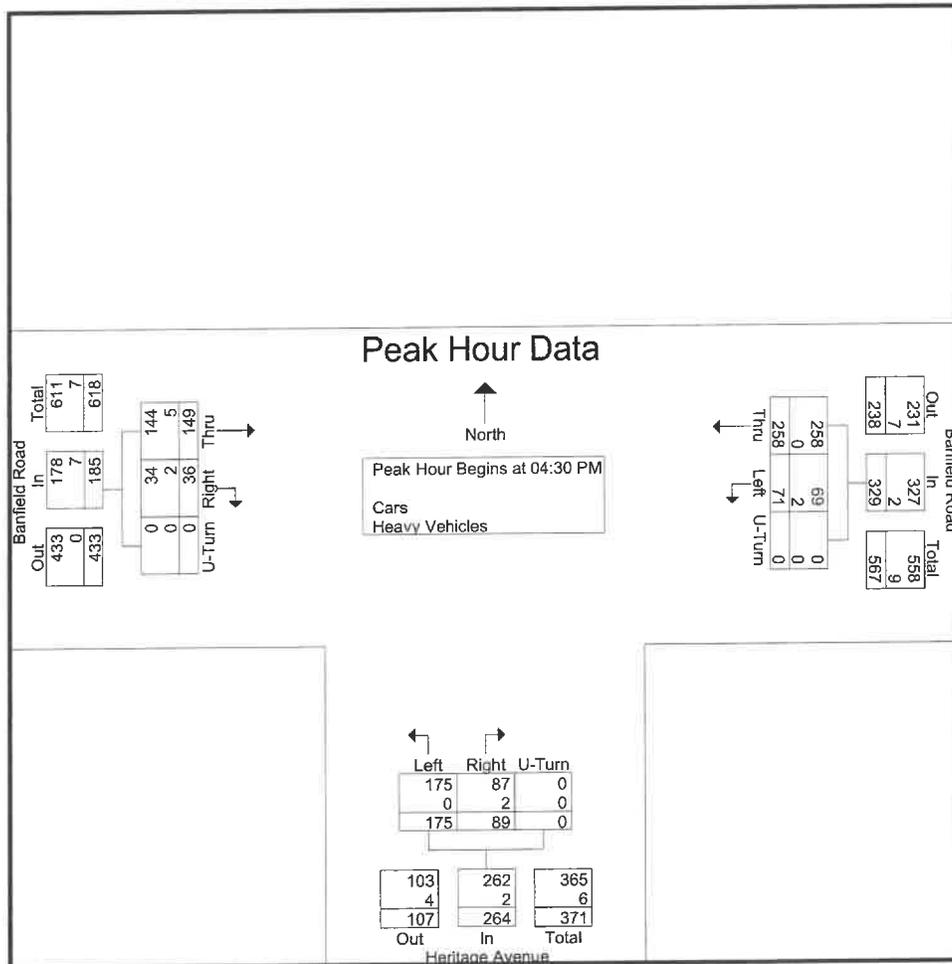 Peak Hour Data
North
Peak Hour Begins at 04:30 PM
Cars
Heavy Vehicles
Banfield Road
Out In Total
433 178 611
0 7 7
433 185 618
U-Turn Right Thru
0 34 144
0 2 5
0 36 149
Banfield Road
Out In Total
231 327 558
7 2 9
238 329 567
258 69 0
0 2 0
258 71 0
Thru Left U-Turn
Left Right U-Turn
175 87 0
0 2 0
175 89 0
103 262 365
4 2 6
107 264 371
Out In Total
Heritage Avenue